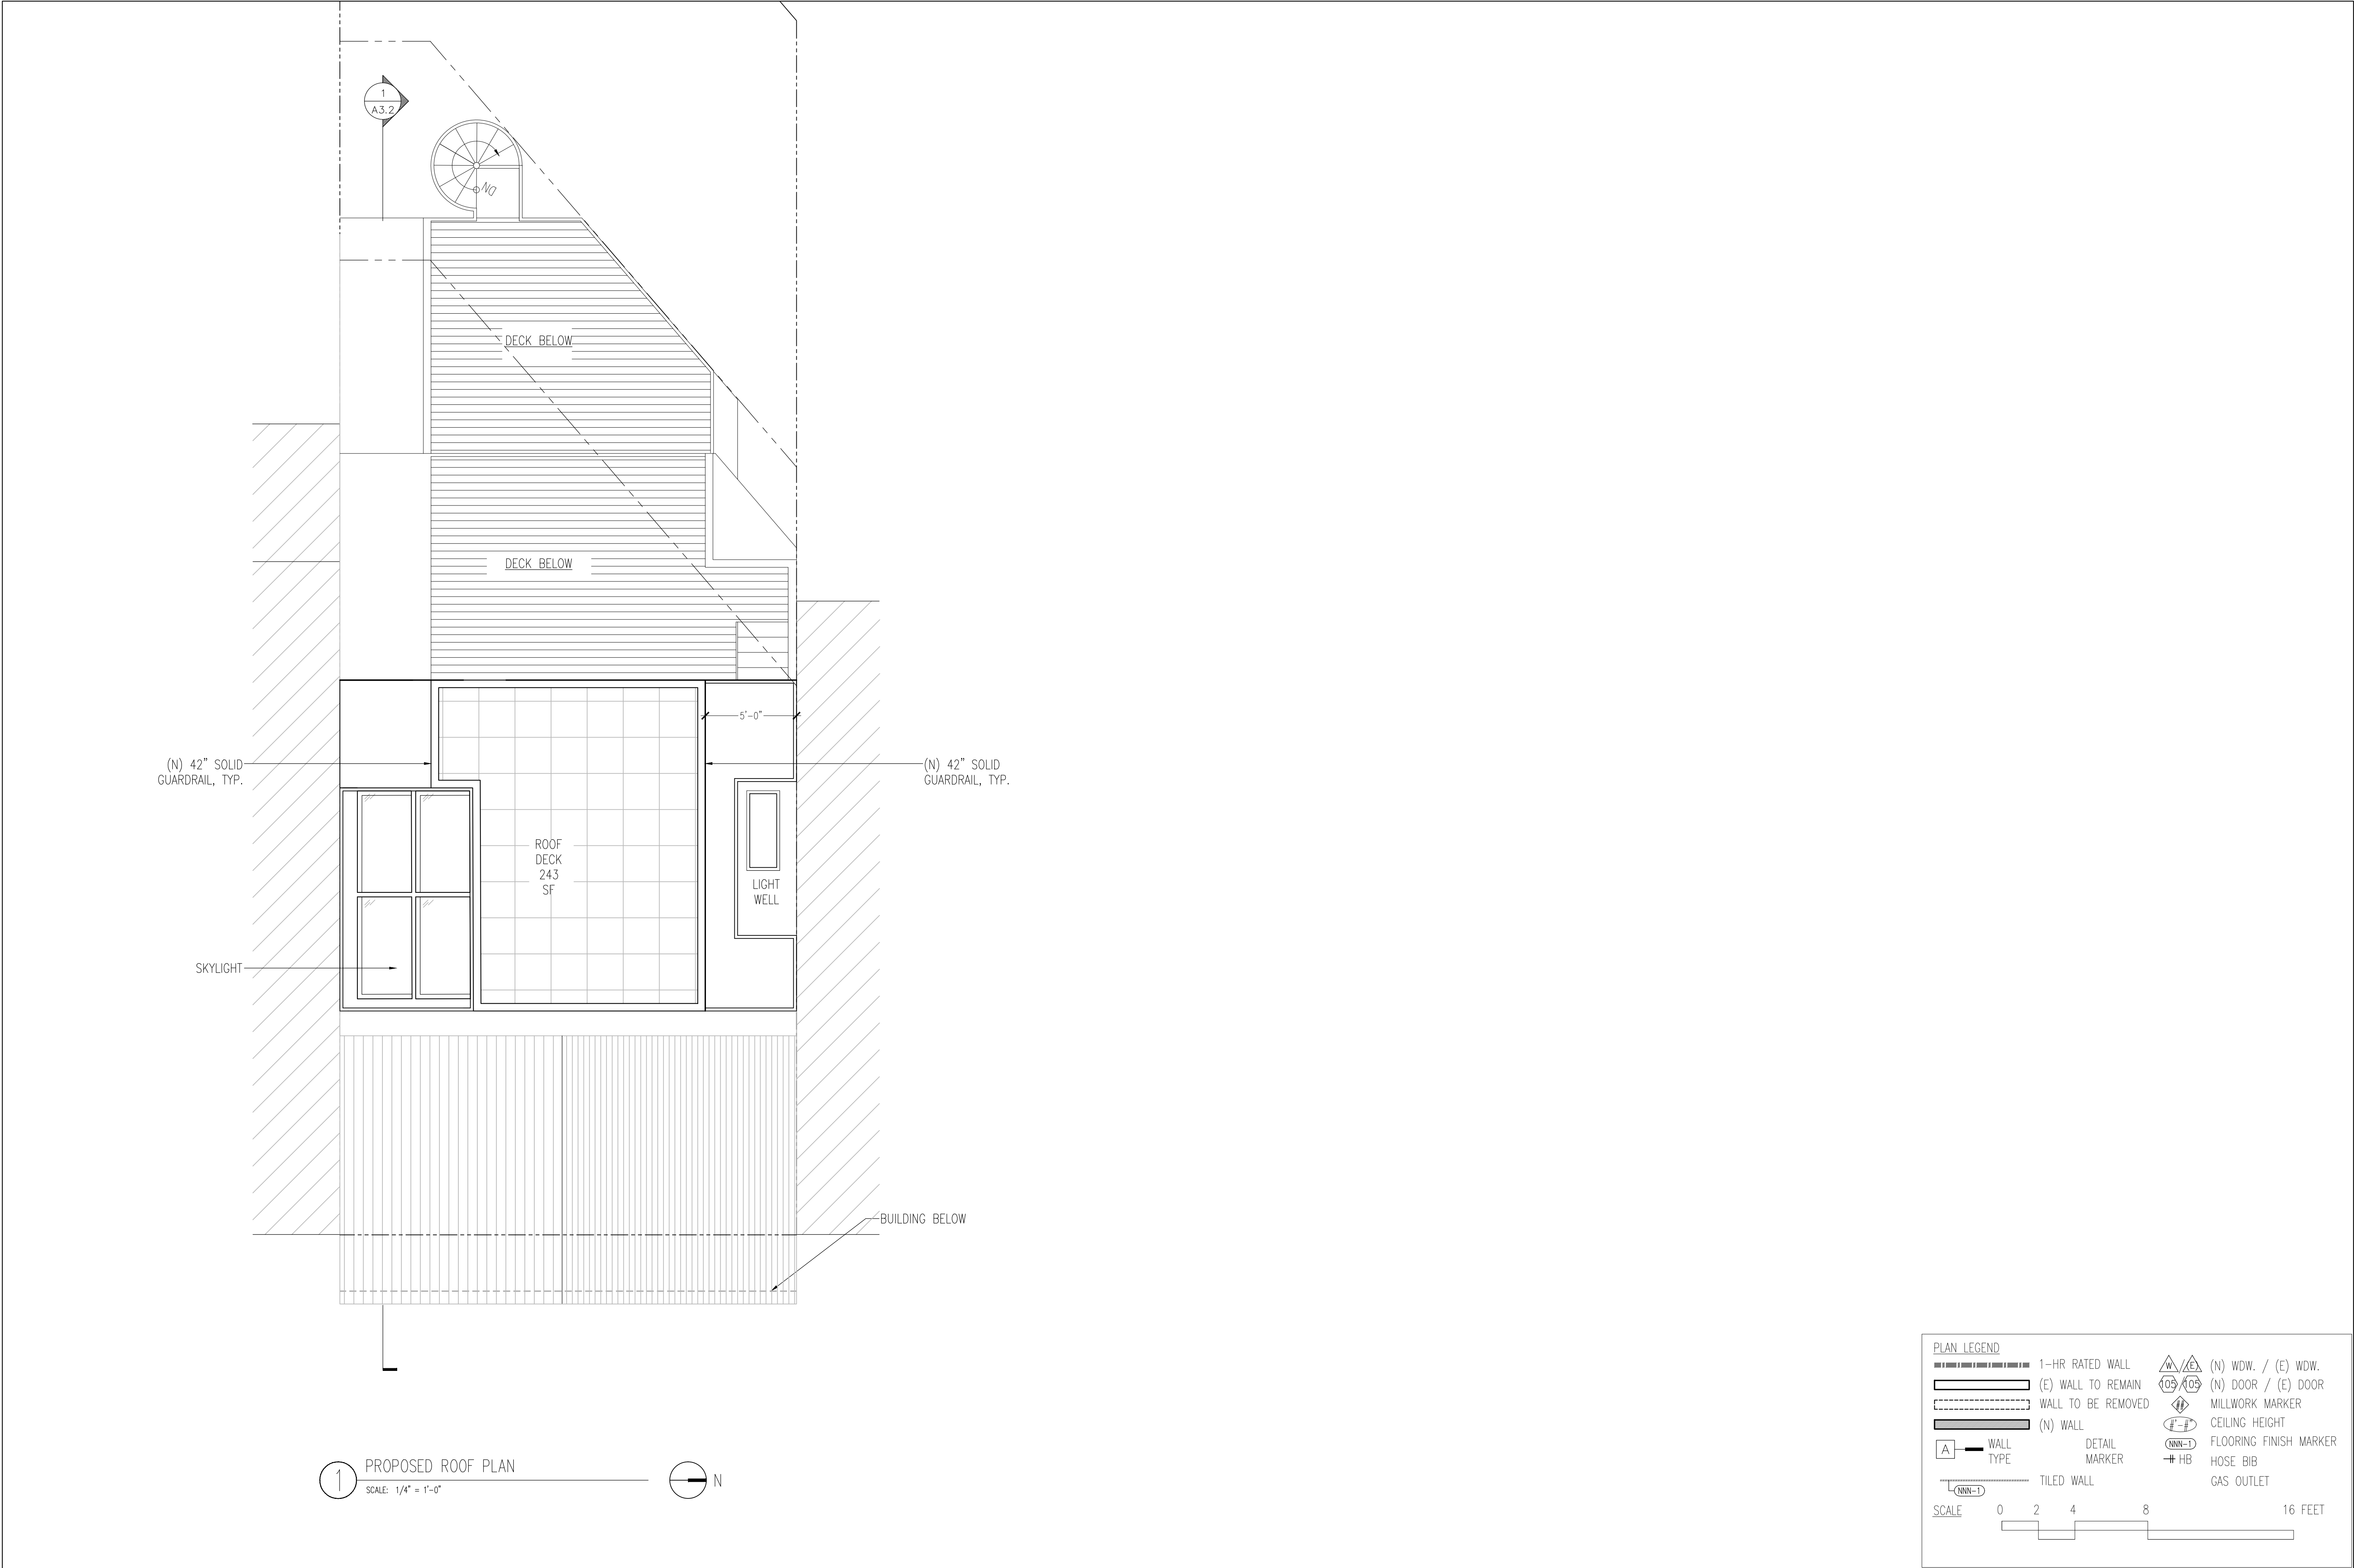 1
A3.2
DN
DECK BELOW
DECK BELOW
5'-0"
(N) 42" SOLID
GUARDRAIL, TYP.
(N) 42" SOLID
GUARDRAIL, TYP.
ROOF
DECK
243
SF
LIGHT
WELL
SKYLIGHT
BUILDING BELOW
1
PROPOSED ROOF PLAN
SCALE: 1/4" = 1'-0"
N
PLAN LEGEND
1-HR RATED WALL
(E) WALL TO REMAIN
WALL TO BE REMOVED
(N) WALL
A
WALL
TYPE
DETAIL
MARKER
NNN-1
TILED WALL
W / (E) (N) WDW. / (E) WDW.
105 / 105 (N) DOOR / (E) DOOR
## MILLWORK MARKER
#'-#" CEILING HEIGHT
NNN-1 FLOORING FINISH MARKER
HB HOSE BIB
GAS OUTLET
SCALE 0 2 4 8 16 FEET